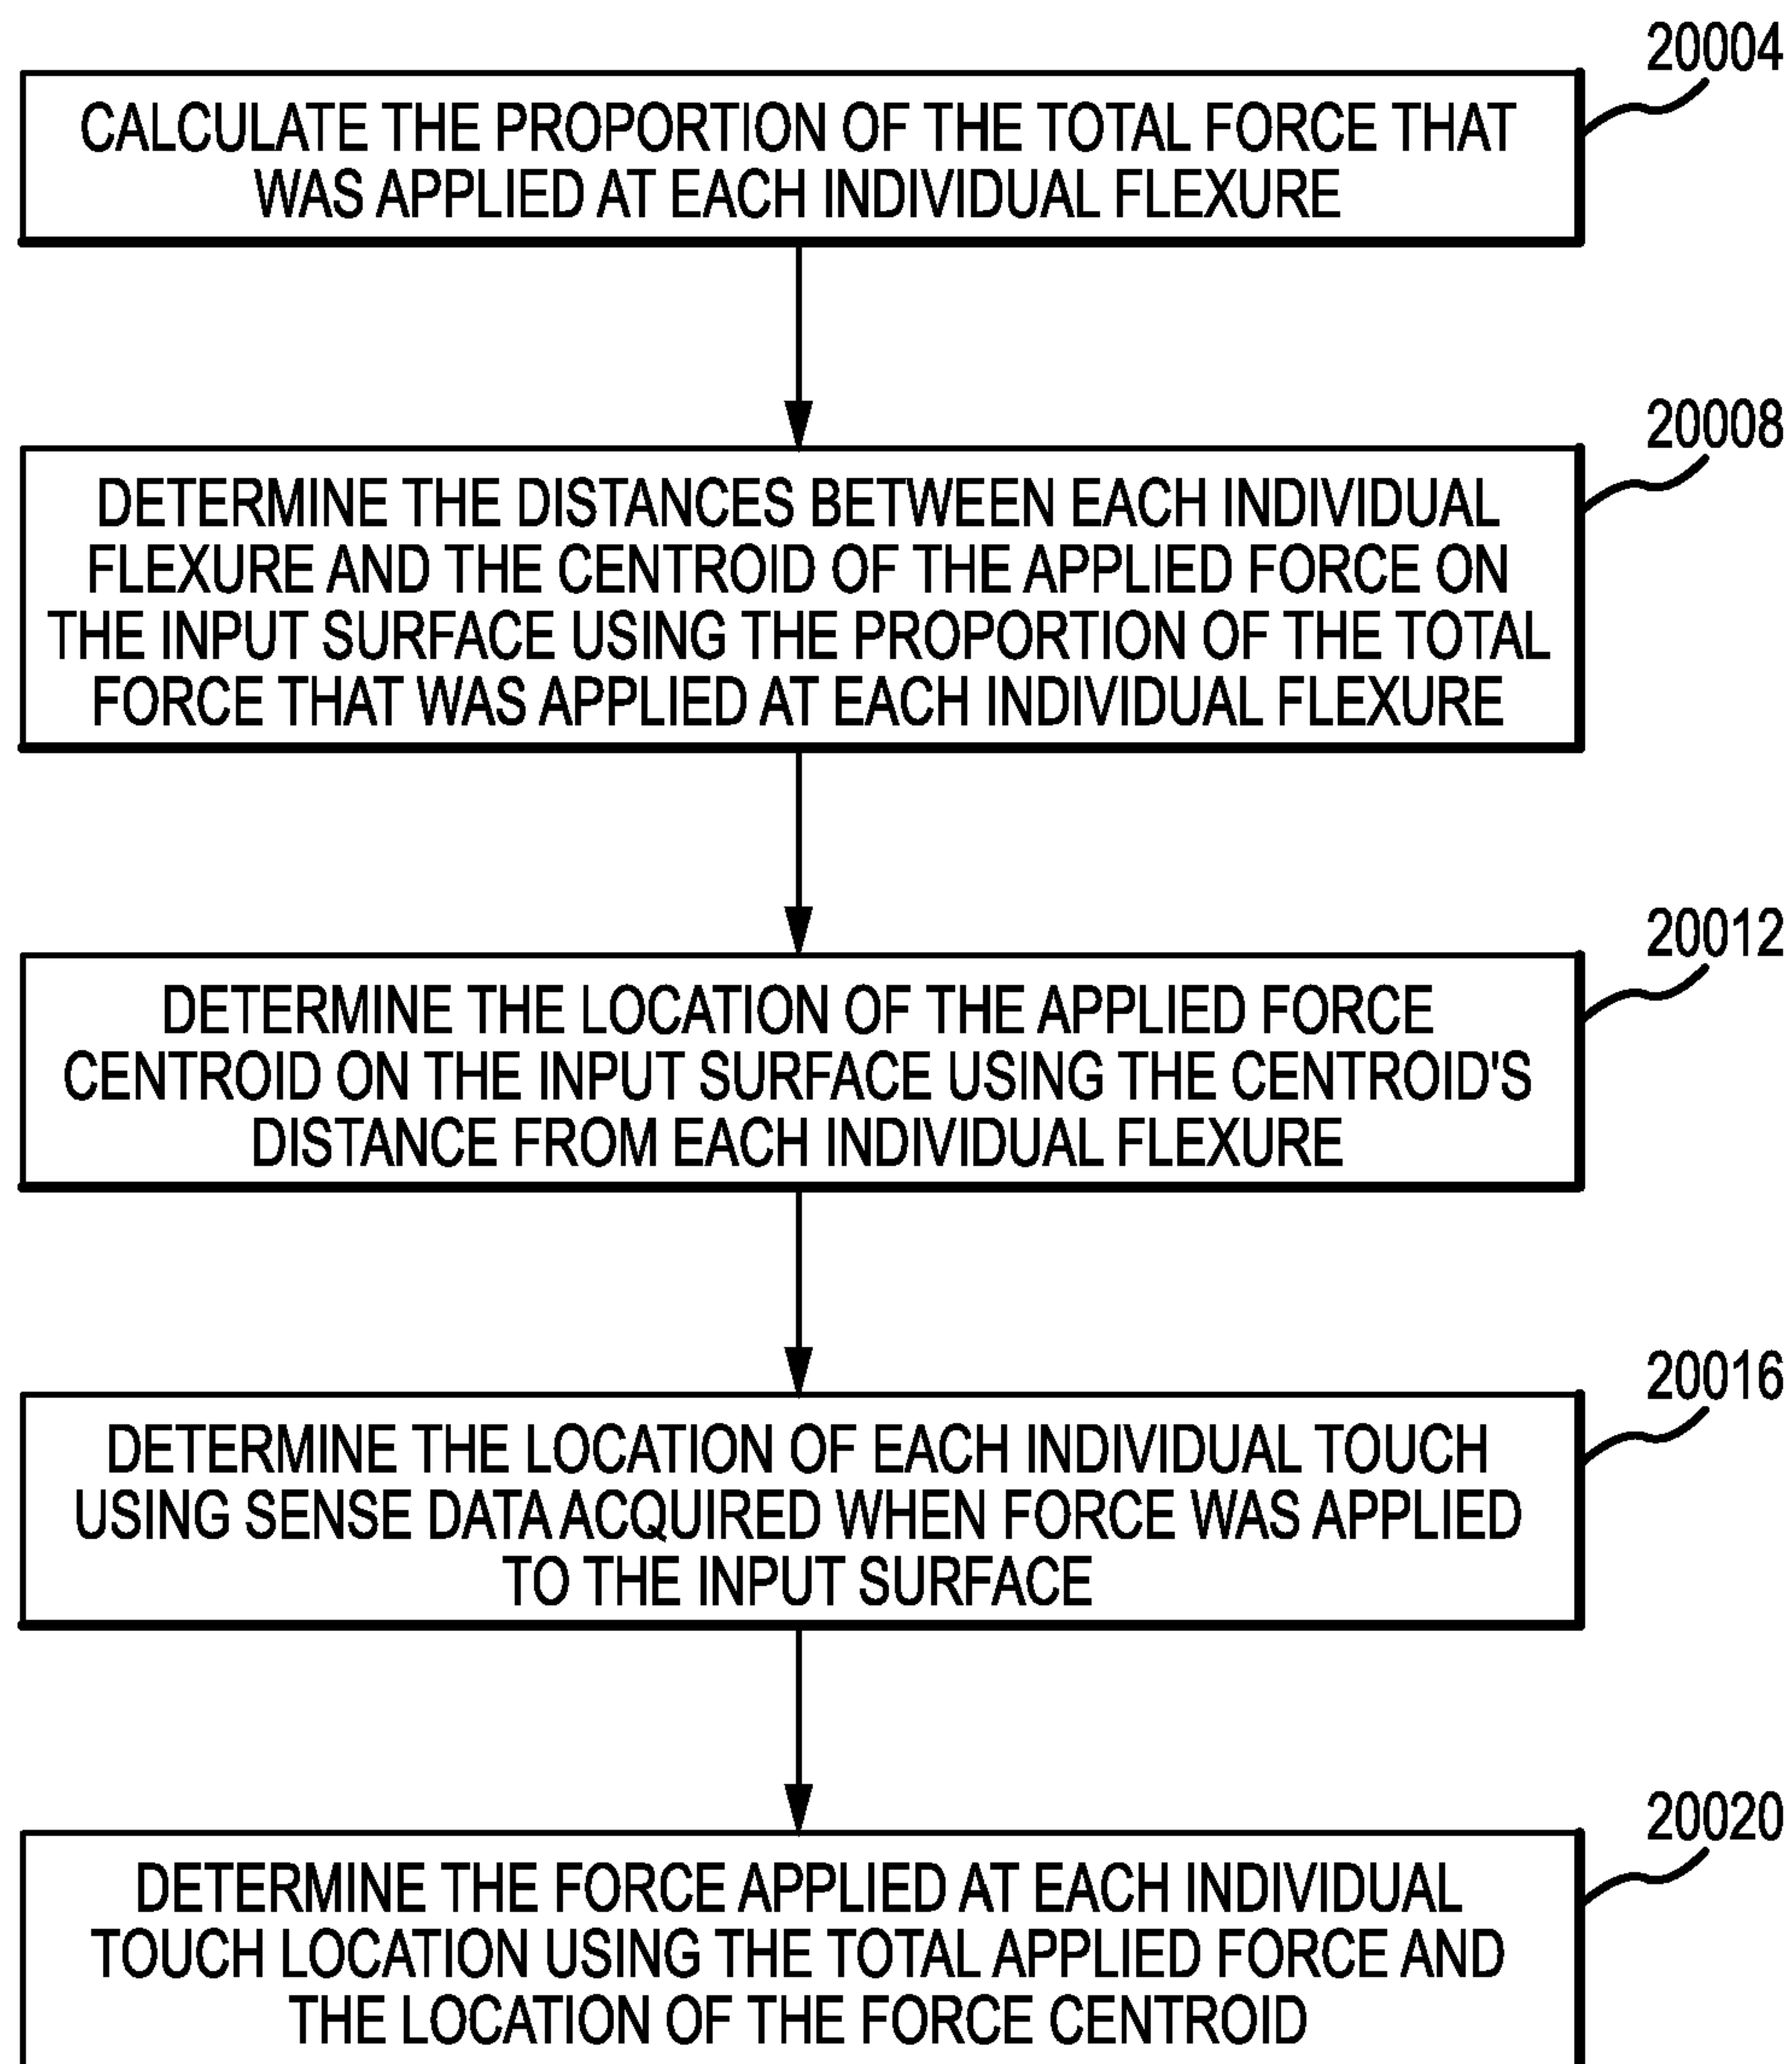 20004
CALCULATE THE PROPORTION OF THE TOTAL FORCE THAT
WAS APPLIED AT EACH INDIVIDUAL FLEXURE
20008
DETERMINE THE DISTANCES BETWEEN EACH INDIVIDUAL
FLEXURE AND THE CENTROID OF THE APPLIED FORCE ON
THE INPUT SURFACE USING THE PROPORTION OF THE TOTAL
FORCE THAT WAS APPLIED AT EACH INDIVIDUAL FLEXURE
20012
DETERMINE THE LOCATION OF THE APPLIED FORCE
CENTROID ON THE INPUT SURFACE USING THE CENTROID'S
DISTANCE FROM EACH INDIVIDUAL FLEXURE
20016
DETERMINE THE LOCATION OF EACH INDIVIDUAL TOUCH
USING SENSE DATA ACQUIRED WHEN FORCE WAS APPLIED
TO THE INPUT SURFACE
20020
DETERMINE THE FORCE APPLIED AT EACH INDIVIDUAL
TOUCH LOCATION USING THE TOTAL APPLIED FORCE AND
THE LOCATION OF THE FORCE CENTROID